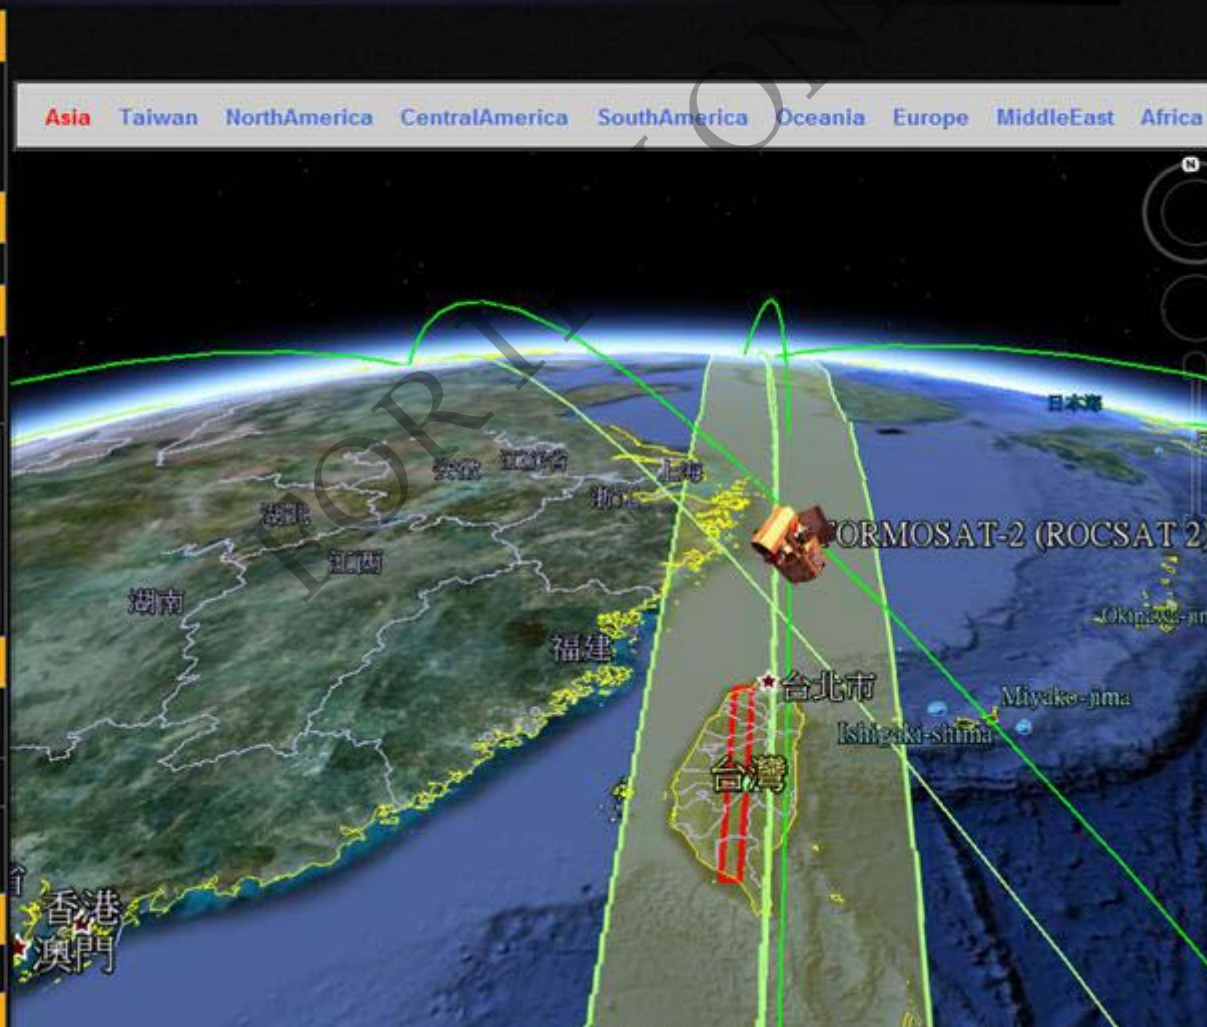 Asia Taiwan NorthAmerica CentralAmerica SouthAmerica Oceania Europe MiddleEast Africa
N
日本海
安徽
江蘇省
上海
浙江
湖北
FORMOSAT-2 (ROCSAT 2)
江西
湖南
福建
台北市
Miyako-jima
Ishigaki-shima
台灣
香港
澳門